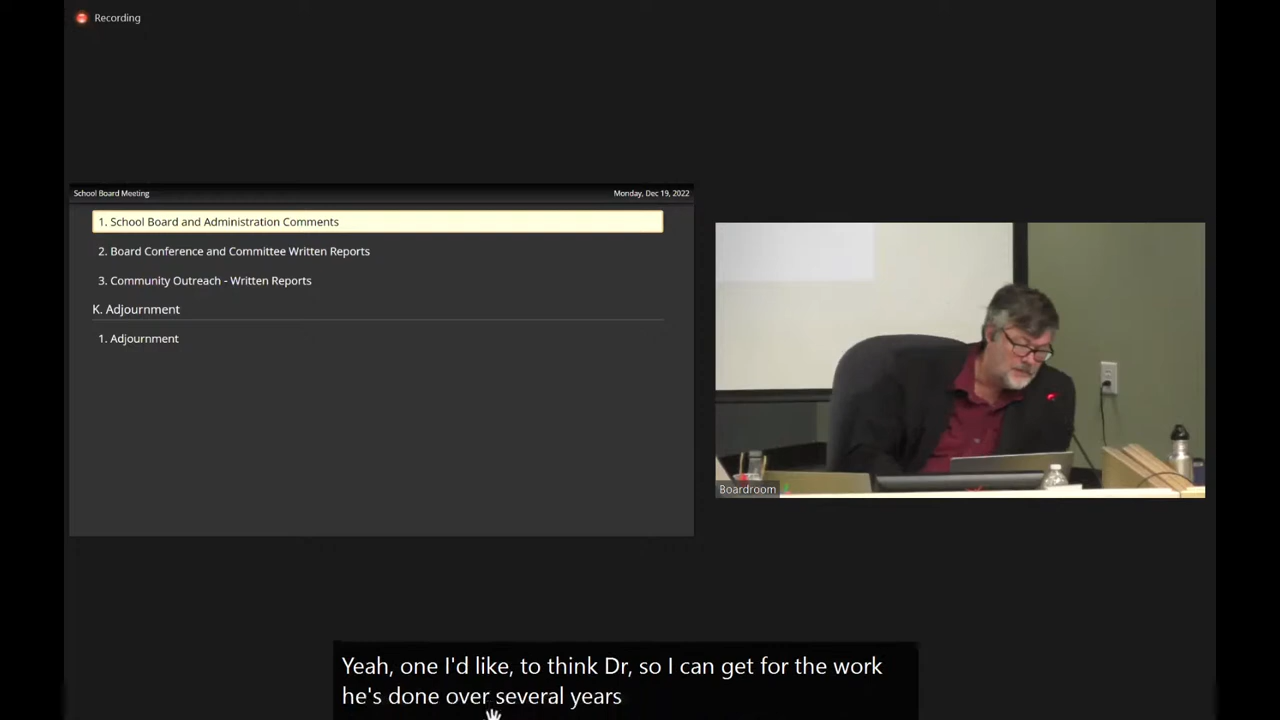 Recording
School Board Meeting
Monday, Dec 19, 2022
1. School Board and Administration Comments
2. Board Conference and Committee Written Reports
3. Community Outreach - Written Reports
K. Adjournment
1. Adjournment
Boardroom
Yeah, one I'd like, to think Dr, so I can get for the work
he's done over several years